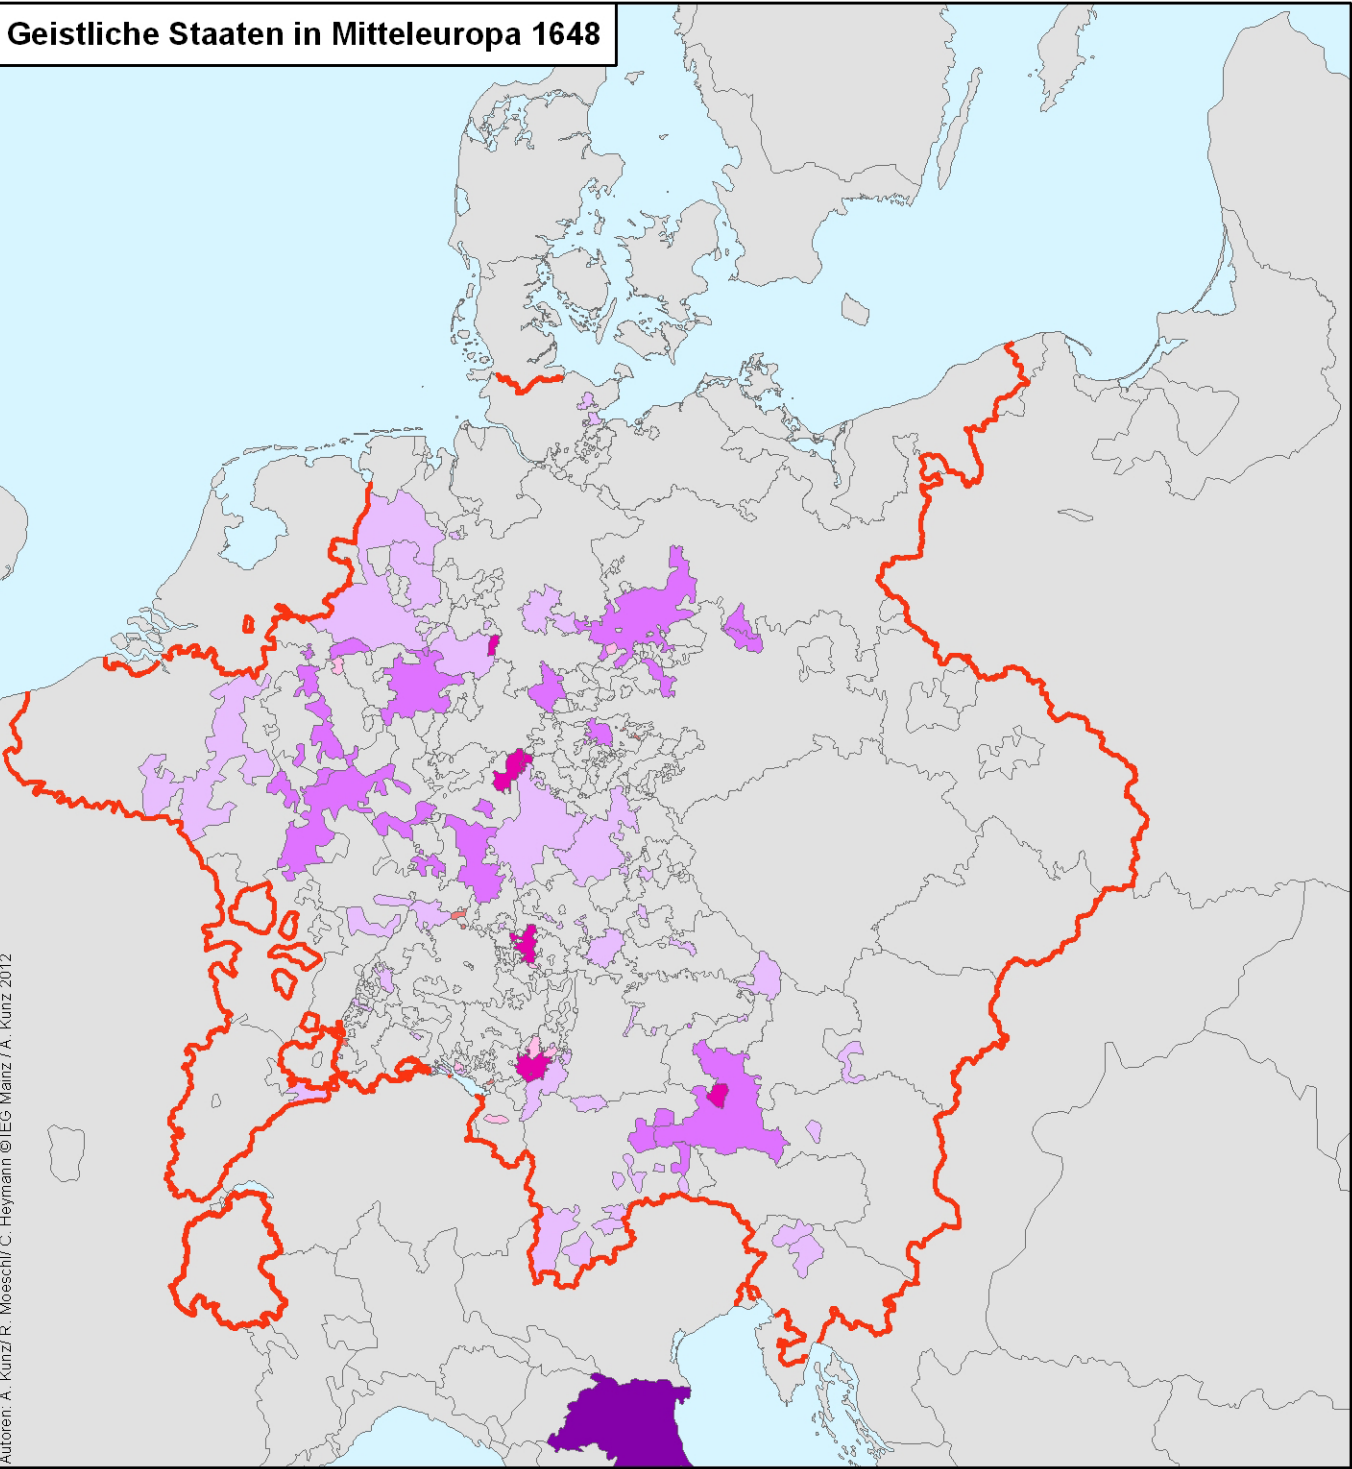 Geistliche Staaten in Mitteleuropa 1648
Autoren: A. Kunz/ R. Moeschl/ C. Heymann ©IEG Mainz / A. Kunz 2012